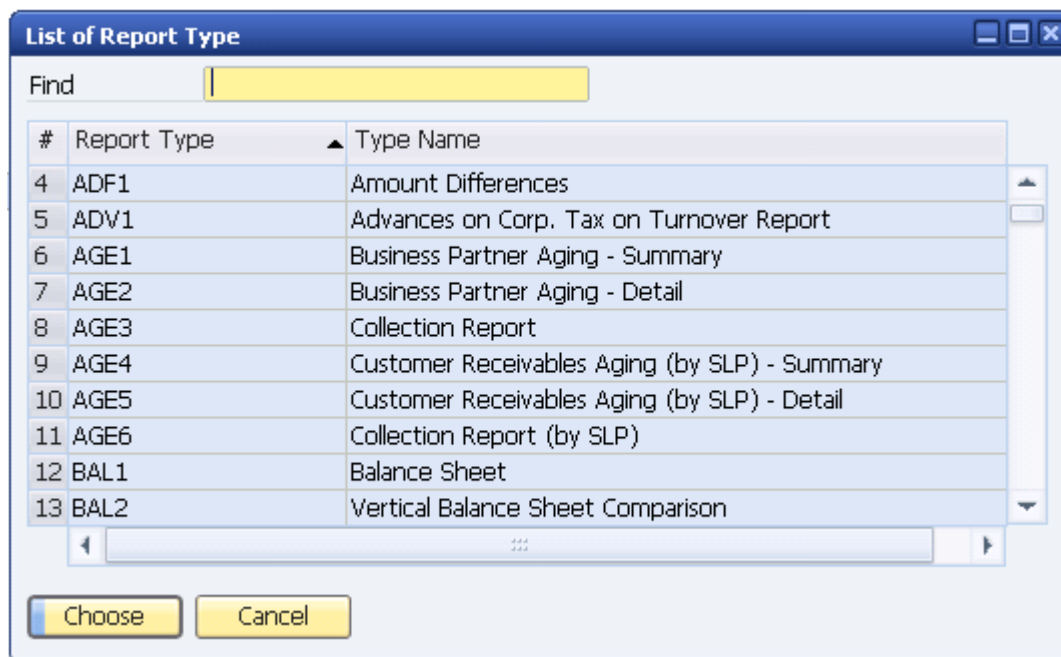 List of Report Type
Find
# Report Type Type Name
4 ADF1 Amount Differences
5 ADV1 Advances on Corp. Tax on Turnover Report
6 AGE1 Business Partner Aging - Summary
7 AGE2 Business Partner Aging - Detail
8 AGE3 Collection Report
9 AGE4 Customer Receivables Aging (by SLP) - Summary
10 AGE5 Customer Receivables Aging (by SLP) - Detail
11 AGE6 Collection Report (by SLP)
12 BAL1 Balance Sheet
13 BAL2 Vertical Balance Sheet Comparison
Choose Cancel